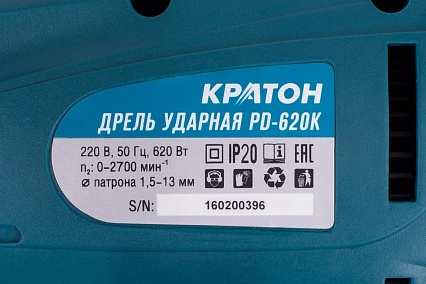 КРАТОН
ДРЕЛЬ УДАРНАЯ PD-620K
220 В, 50 Гц, 620 Вт IP20 EAC
n₂: 0–2700 мин⁻¹
⌀ патрона 1,5–13 мм
S/N: 160200396